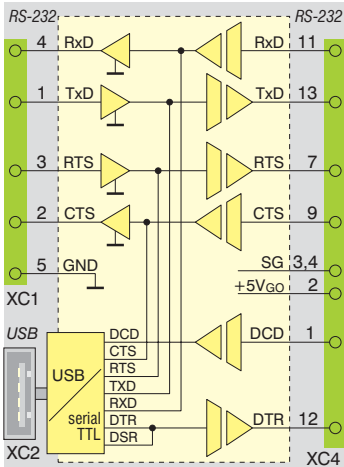 RS-232 RS-232
4 RxD RxD 11
1 TxD TxD 13
3 RTS RTS 7
2 CTS CTS 9
5 GND
SG 3,4
+5VGO 2
XC1
USB
DCD DCD 1
CTS
USB RTS
TXD
serial RXD
TTL DTR DTR 12
DSR
XC2 XC4